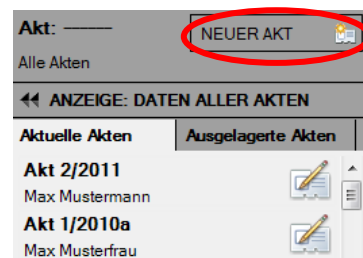 Akt: -----
NEUER AKT
Alle Akten
ANZEIGE: DATEN ALLER AKTEN
Aktuelle Akten
Ausgelagerte Akten
Akt 2/2011
Max Mustermann
Akt 1/2010a
Max Musterfrau